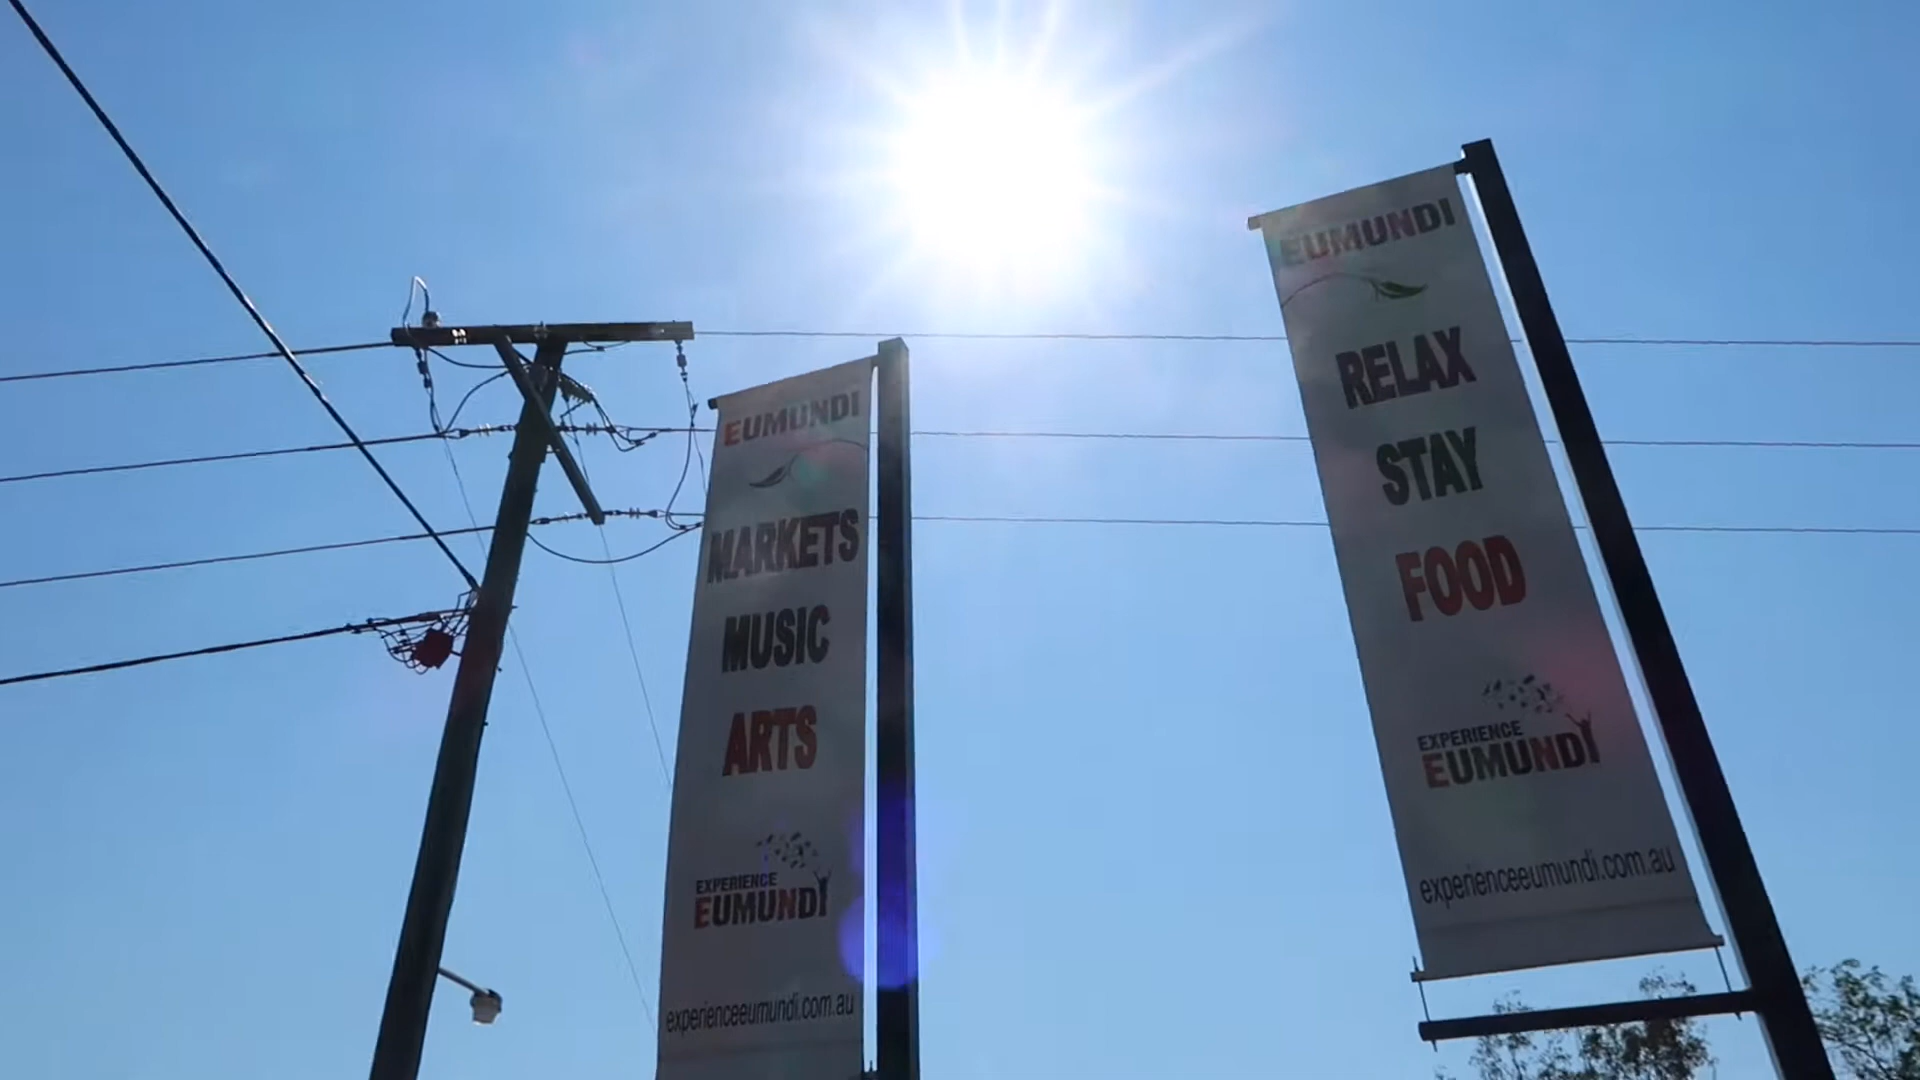 EUMUNDI
MARKETS
MUSIC
ARTS
EXPERIENCE
EUMUNDI
experienceeumundi.com.au
EUMUNDI
RELAX
STAY
FOOD
EXPERIENCE
EUMUNDI
experienceeumundi.com.au